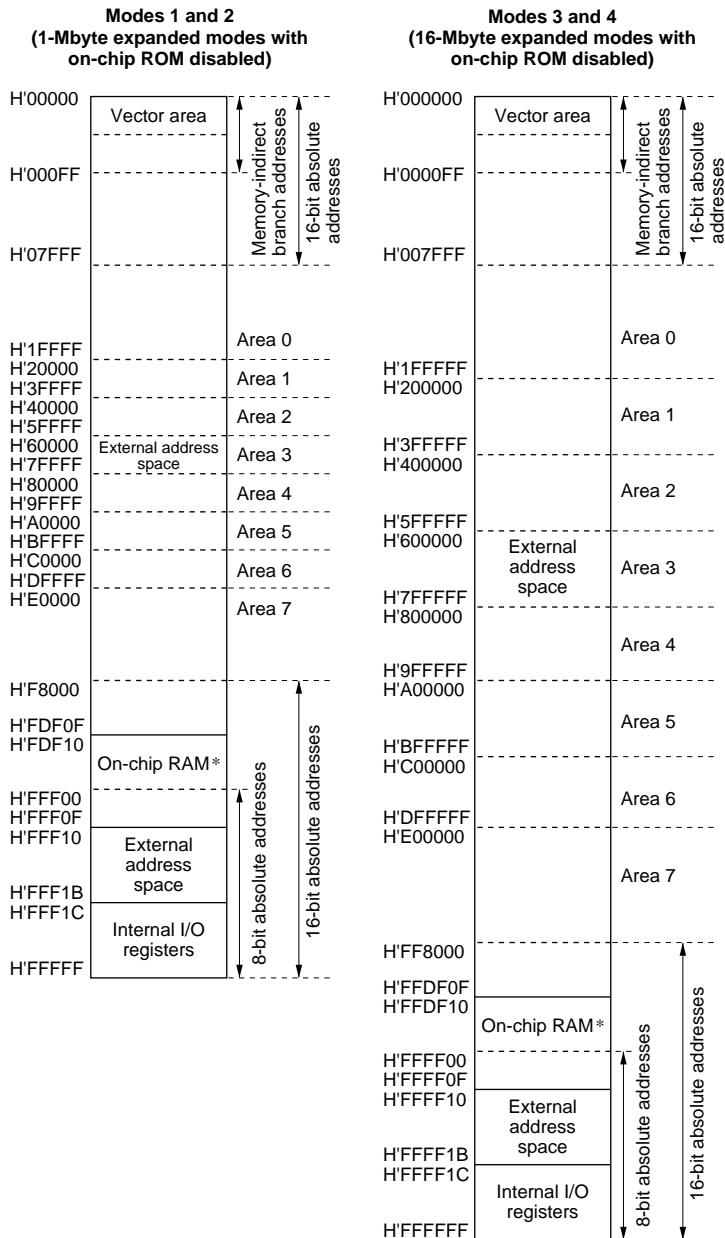 Modes 1 and 2
(1-Mbyte expanded modes with
on-chip ROM disabled)
H'00000
Vector area
H'000FF
H'07FFF
Memory-indirect
branch addresses
16-bit absolute
addresses
Area 0
H'1FFFF
H'20000
Area 1
H'3FFFF
H'40000
Area 2
H'5FFFF
H'60000
External address
space
Area 3
H'7FFFF
H'80000
Area 4
H'9FFFF
H'A0000
Area 5
H'BFFFF
H'C0000
Area 6
H'DFFFF
H'E0000
Area 7
H'F8000
H'FDF0F
H'FDF10
On-chip RAM*
H'FFF00
H'FFF0F
H'FFF10
External
address
space
H'FFF1B
H'FFF1C
Internal I/O
registers
H'FFFFF
8-bit absolute addresses
16-bit absolute addresses
Modes 3 and 4
(16-Mbyte expanded modes with
on-chip ROM disabled)
H'000000
Vector area
H'0000FF
H'007FFF
Memory-indirect
branch addresses
16-bit absolute
addresses
Area 0
H'1FFFFF
H'200000
Area 1
H'3FFFFF
H'400000
Area 2
H'5FFFFF
H'600000
External
address
space
Area 3
H'7FFFFF
H'800000
Area 4
H'9FFFFF
H'A00000
Area 5
H'BFFFFF
H'C00000
Area 6
H'DFFFFF
H'E00000
Area 7
H'FF8000
H'FFDF0F
H'FFDF10
On-chip RAM*
H'FFFF00
H'FFFF0F
H'FFFF10
External
address
space
H'FFFF1B
H'FFFF1C
Internal I/O
registers
H'FFFFFF
8-bit absolute addresses
16-bit absolute addresses